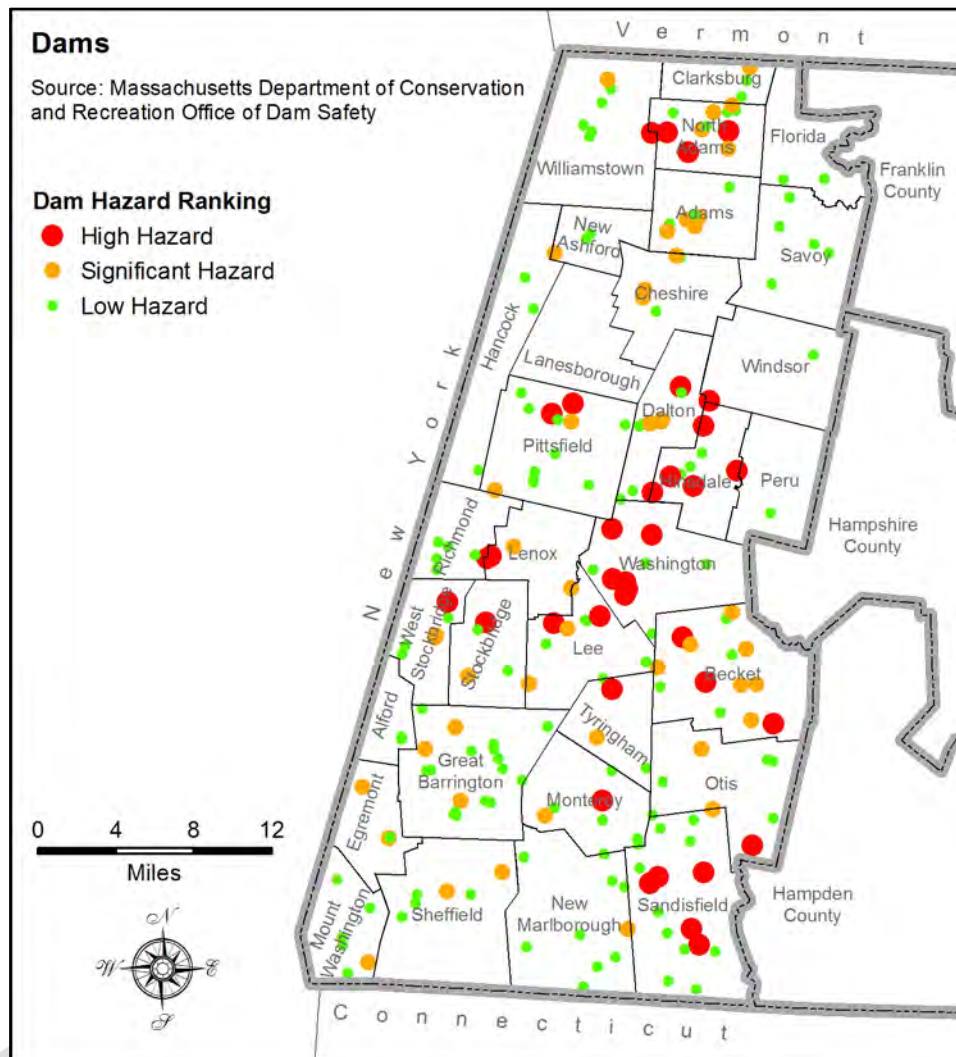 Dams
Source: Massachusetts Department of Conservation
and Recreation Office of Dam Safety
Dam Hazard Ranking
High Hazard
Significant Hazard
Low Hazard
Vermont
New York
Connecticut
Clarksburg
North
Adams
Florida
Franklin
County
Williamstown
Adams
New
Ashford
Savoy
Cheshire
Hancock
Lanesborough
Windsor
Dalton
Pittsfield
Hinsdale
Peru
Hampshire
County
Richmond
Lenox
Washington
West
Stockbridge
Stockbridge
Lee
Becket
Alford
Tyringham
Great
Barrington
Otis
Monterey
Egremont
0 4 8 12
Miles
Mount
Washington
Sheffield
New
Marlborough
Sandisfield
Hampden
County
N
W E
S